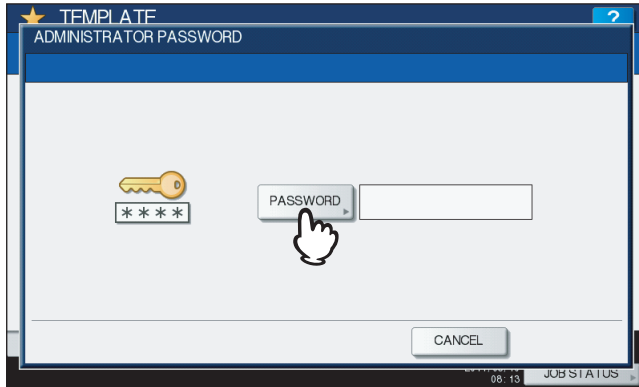 TEMPLATE
?
ADMINISTRATOR PASSWORD
****
PASSWORD
CANCEL
08:13
JOB STATUS